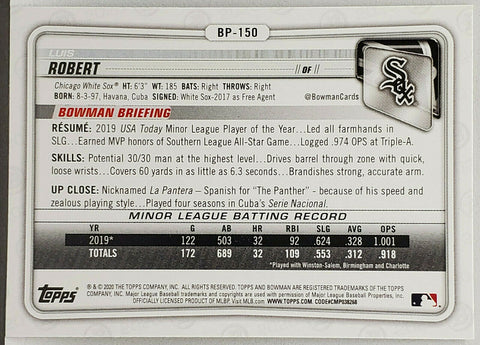 BP-150
LUIS
ROBERT
|| OF ||
Chicago White Sox® HT: 6'3" WT: 185 BATS: Right THROWS: Right
BORN: 8-3-97, Havana, Cuba SIGNED: White Sox-2017 as Free Agent
@BowmanCards
Sox
BOWMAN BRIEFING
RÉSUMÉ: 2019 USA Today Minor League Player of the Year...Led all farmhands in
SLG...Earned MVP honors of Southern League All-Star Game...Logged .974 OPS at Triple-A.
SKILLS: Potential 30/30 man at the highest level...Drives barrel through zone with quick,
loose wrists...Covers 60 yards in as little as 6.3 seconds...Brandishes strong, accurate arm.
UP CLOSE: Nicknamed La Pantera – Spanish for "The Panther" - because of his speed and
zealous playing style...Played four seasons in Cuba's Serie Nacional.
MINOR LEAGUE BATTING RECORD
YR G AB HR RBI SLG AVG OPS
2019* 122 503 32 92 .624 .328 1.001
TOTALS 172 689 32 109 .553 .312 .918
*Played with Winston-Salem, Birmingham and Charlotte
TOPPS
® & © 2020 THE TOPPS COMPANY, INC. ALL RIGHTS RESERVED. TOPPS AND BOWMAN ARE REGISTERED TRADEMARKS OF THE TOPPS
COMPANY, INC. Major League Baseball trademarks and copyrights are used with permission of Major League Baseball Properties, Inc.
OFFICIALLY LICENSED PRODUCT OF MLBP. Visit MLB.com WWW.TOPPS.COM. CODE#CMP038268